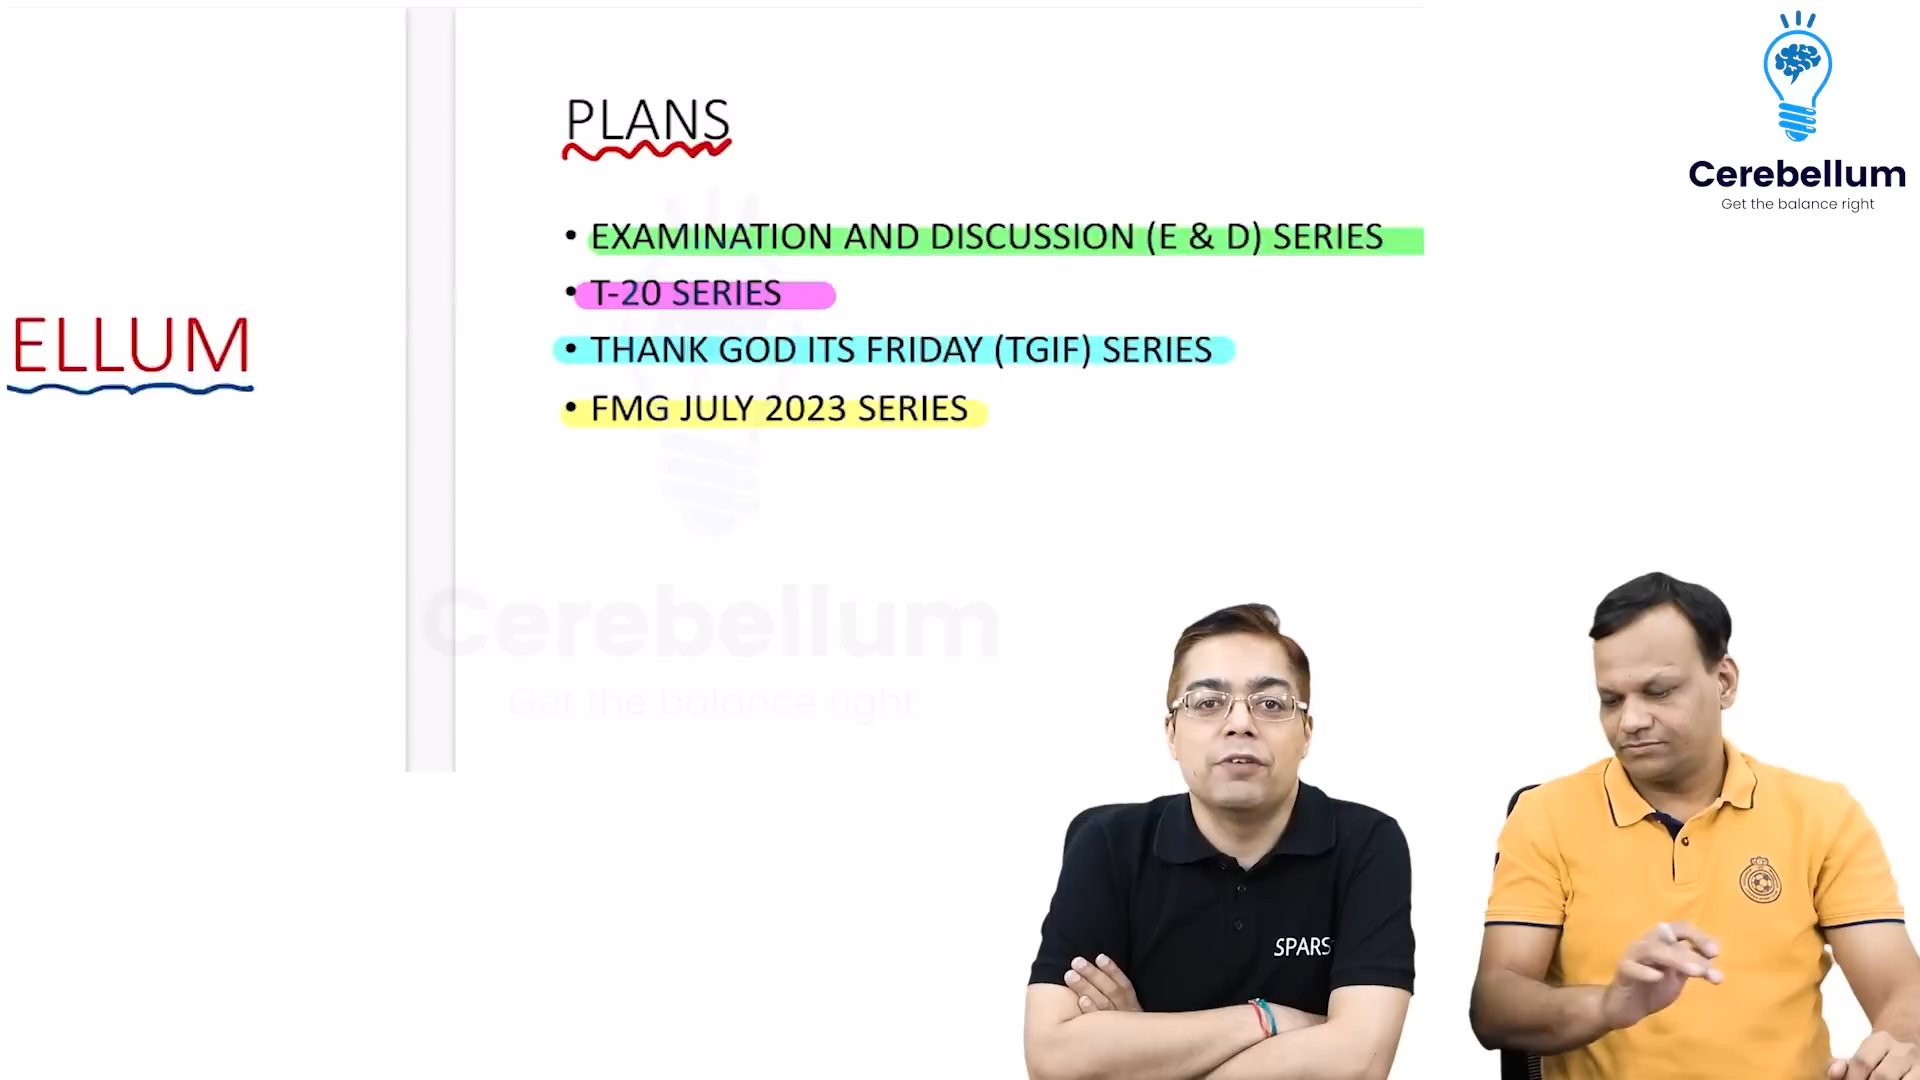 PLANS
• EXAMINATION AND DISCUSSION (E & D) SERIES
• T-20 SERIES
• THANK GOD ITS FRIDAY (TGIF) SERIES
• FMG JULY 2023 SERIES
ELLUM
Cerebellum
Get the balance right
Cerebellum
Get the balance right
SPARS